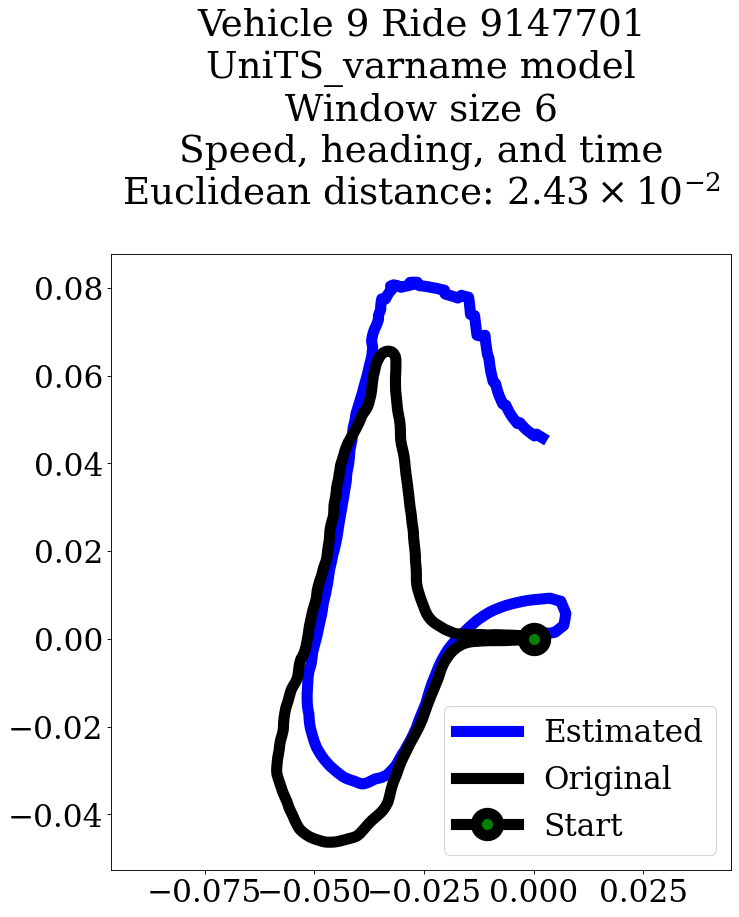 Vehicle 9 Ride 9147701
UniTS_varname model
Window size 6
Speed, heading, and time
Euclidean distance: 2.43 × 10⁻²
0.08
0.06
0.04
0.02
0.00
−0.02
−0.04
−0.075
−0.050
−0.025
0.000
0.025
Estimated
Original
Start